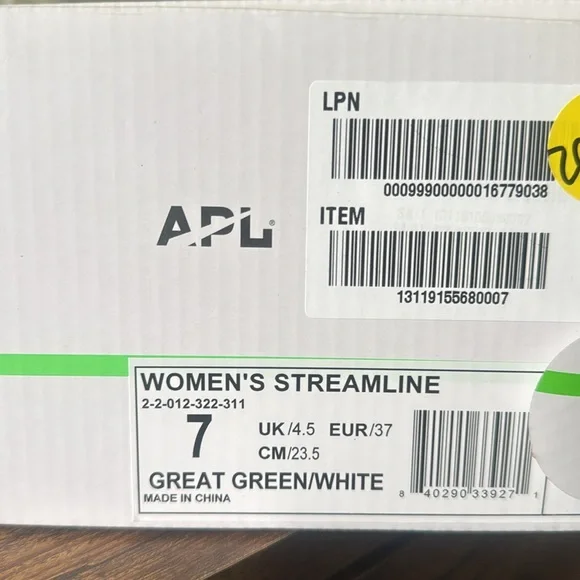 LPN
00099900000016779038
APL®
ITEM
13119155680007
WOMEN'S STREAMLINE
2-2-012-322-311
7
UK/4.5 EUR/37
CM/23.5
GREAT GREEN/WHITE
MADE IN CHINA
8 40290 33927 1